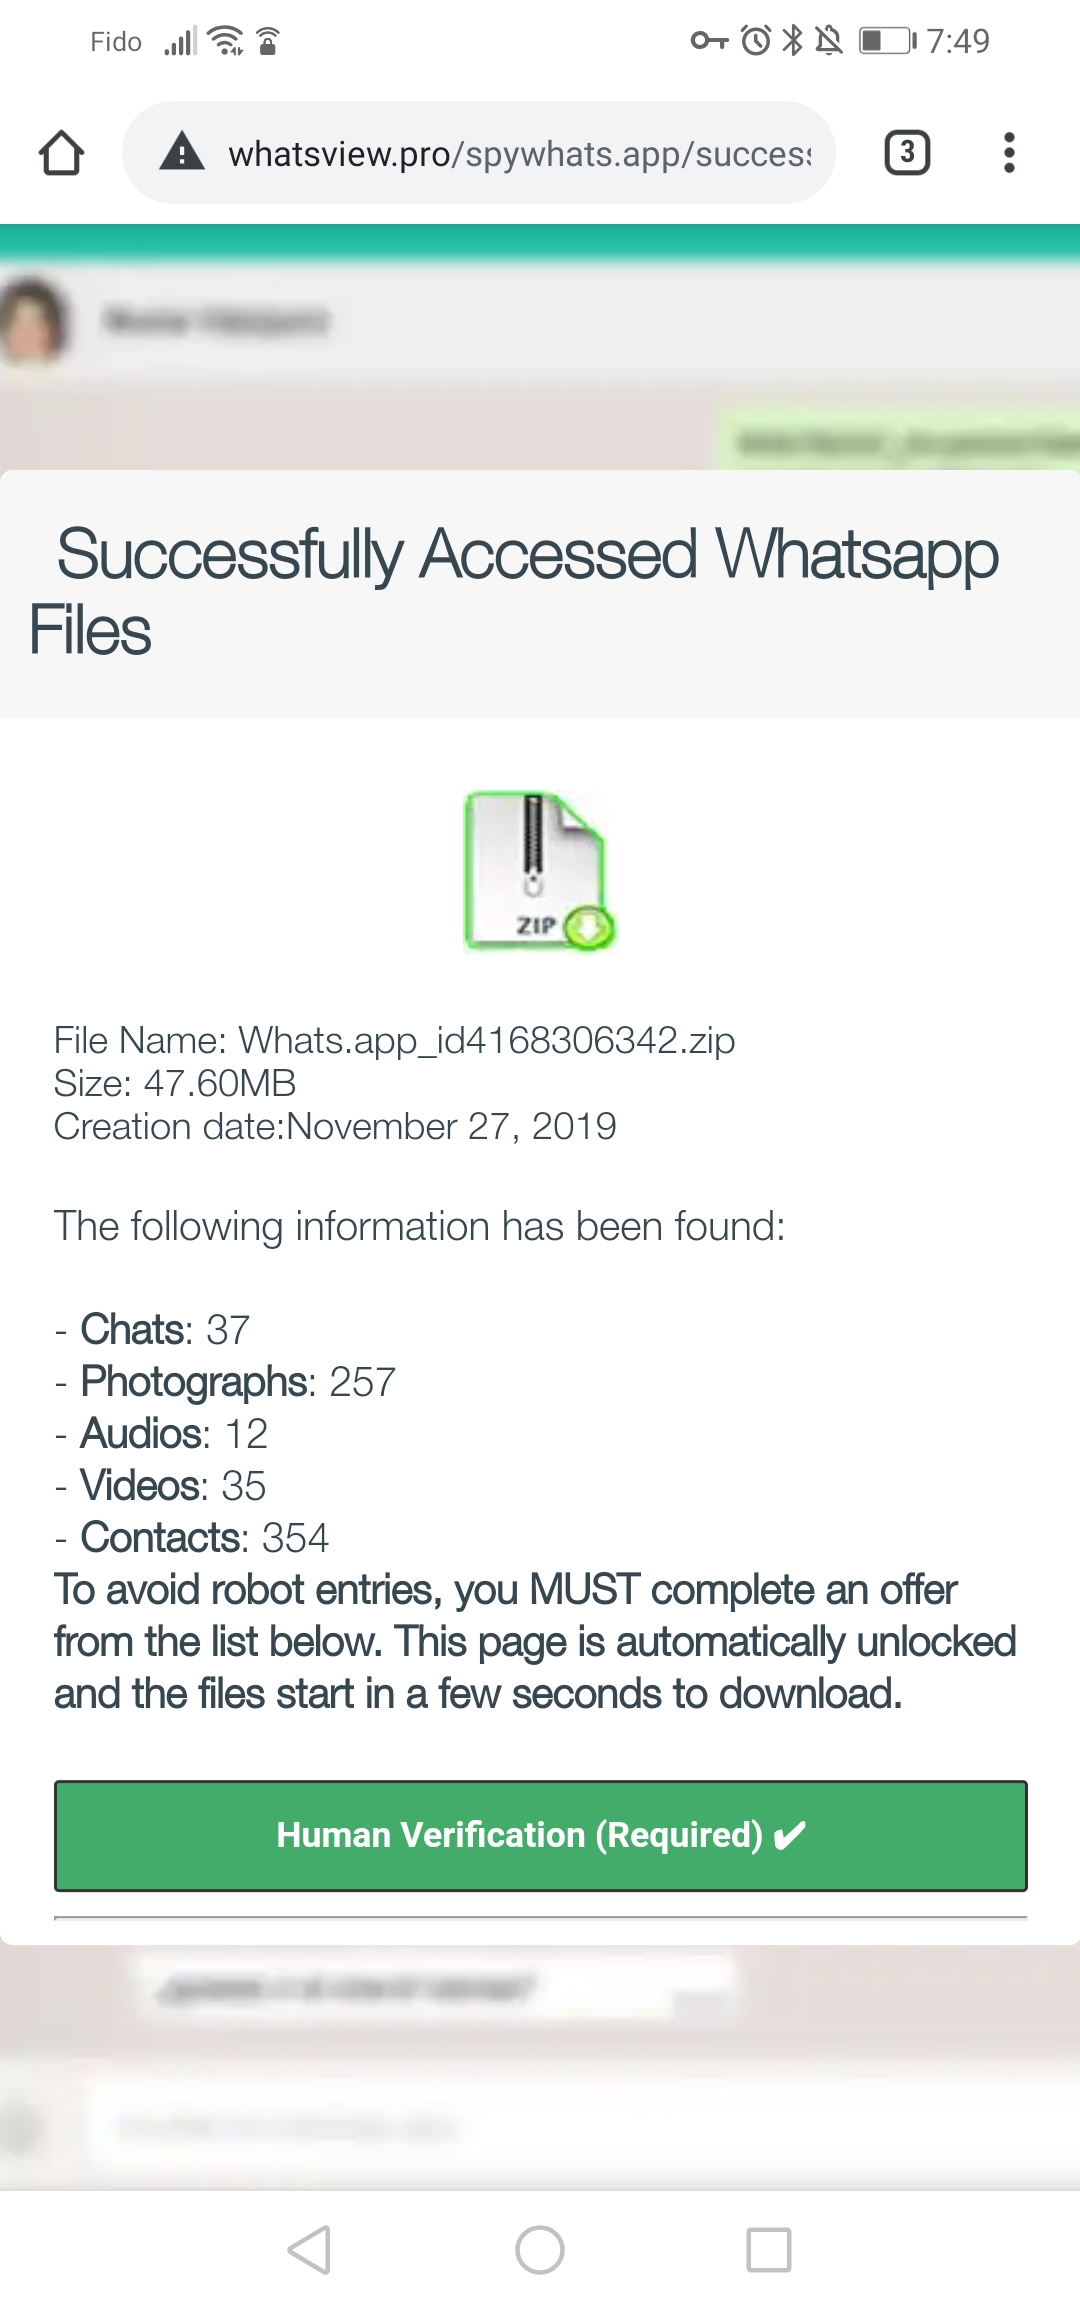 Fido 7:49
whatsview.pro/spywhats.app/succes
3
Successfully Accessed Whatsapp
Files
ZIP
File Name: Whats.app_id4168306342.zip
Size: 47.60MB
Creation date:November 27, 2019
The following information has been found:
- Chats: 37
- Photographs: 257
- Audios: 12
- Videos: 35
- Contacts: 354
To avoid robot entries, you MUST complete an offer
from the list below. This page is automatically unlocked
and the files start in a few seconds to download.
Human Verification (Required) ✔